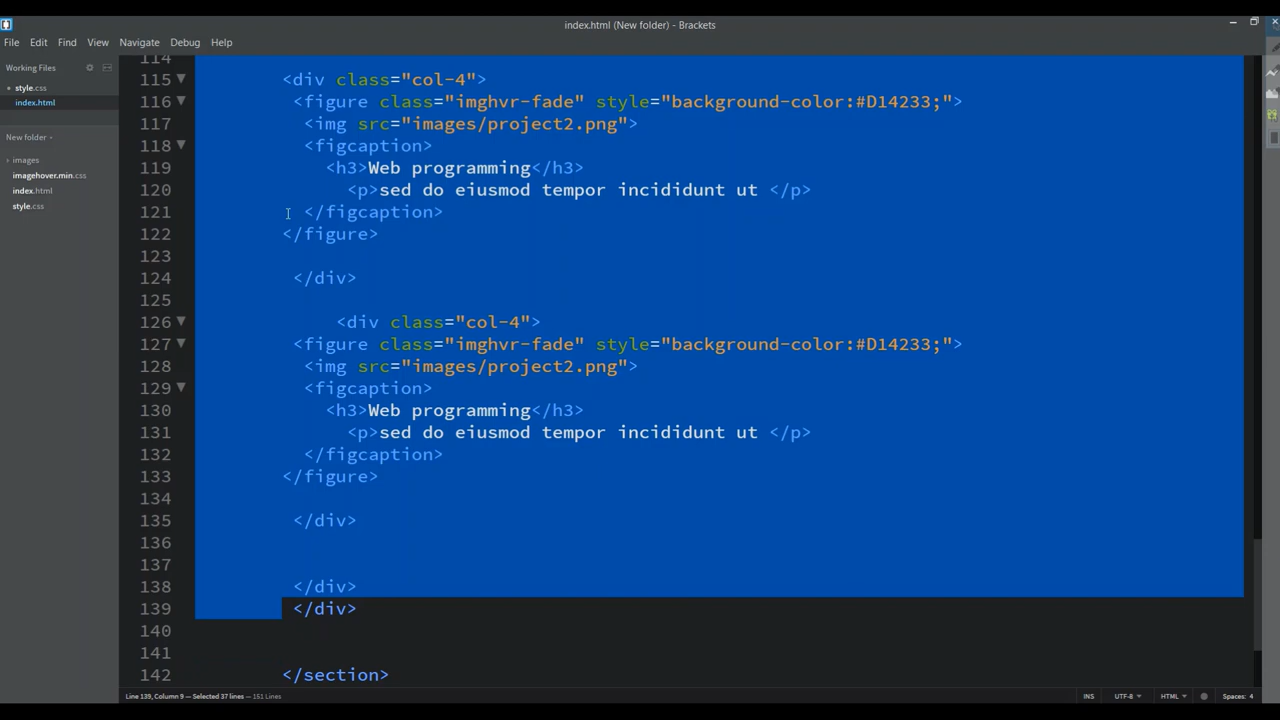 index.html (New folder) - Brackets
File Edit Find View Navigate Debug Help
Working Files
style.css
index.html
New folder
images
imagehover.min.css
index.html
style.css
114
115 <div class="col-4">
116 <figure class="imghvr-fade" style="background-color:#D14233;">
117 <img src="images/project2.png">
118 <figcaption>
119 <h3>Web programming</h3>
120 <p>sed do eiusmod tempor incididunt ut </p>
121 </figcaption>
122 </figure>
123
124 </div>
125
126 <div class="col-4">
127 <figure class="imghvr-fade" style="background-color:#D14233;">
128 <img src="images/project2.png">
129 <figcaption>
130 <h3>Web programming</h3>
131 <p>sed do eiusmod tempor incididunt ut </p>
132 </figcaption>
133 </figure>
134
135 </div>
136
137
138 </div>
139 </div>
140
141
142 </section>
Line 139, Column 9 — Selected 37 lines — 151 Lines INS UTF-8 HTML Spaces: 4